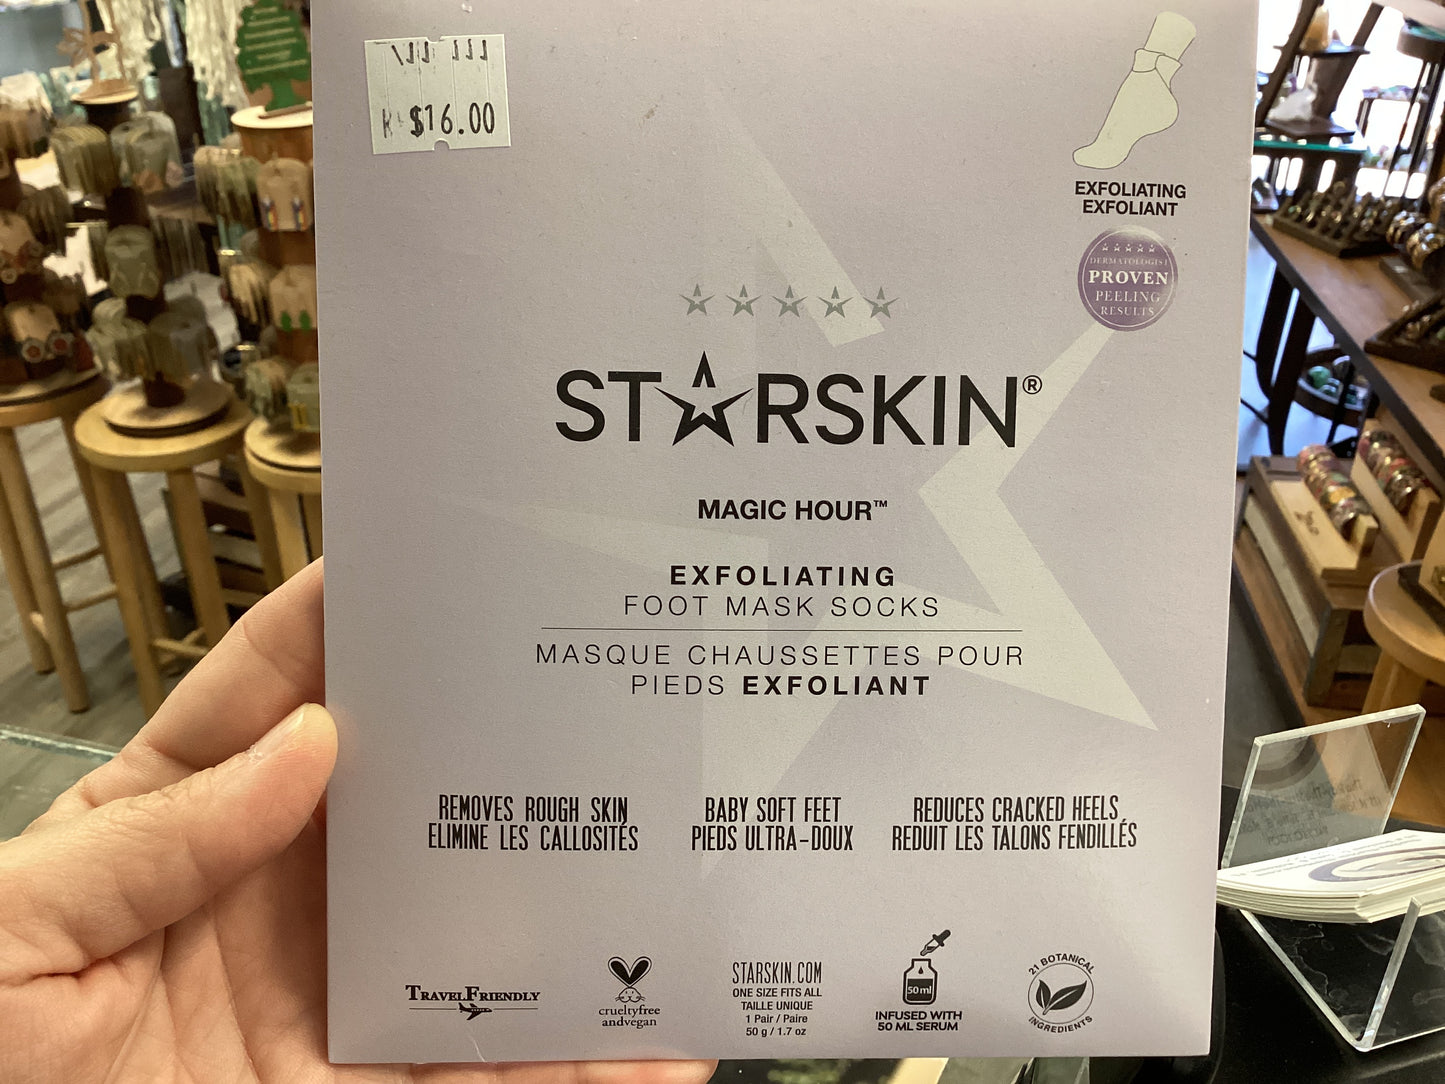 $16.00
EXFOLIATING
EXFOLIANT
DERMATOLOGIST
PROVEN
PEELING
RESULTS
STARSKIN®
MAGIC HOUR™
EXFOLIATING
FOOT MASK SOCKS
MASQUE CHAUSSETTES POUR
PIEDS EXFOLIANT
REMOVES ROUGH SKIN
ELIMINE LES CALLOSITÉS
BABY SOFT FEET
PIEDS ULTRA-DOUX
REDUCES CRACKED HEELS
REDUIT LES TALONS FENDILLÉS
TRAVELFRIENDLY
crueltyfree
andvegan
STARSKIN.COM
ONE SIZE FITS ALL
TAILLE UNIQUE
1 Pair / Paire
50 g / 1.7 oz
50 ml
INFUSED WITH
50 ML SERUM
21 BOTANICAL
INGREDIENTS